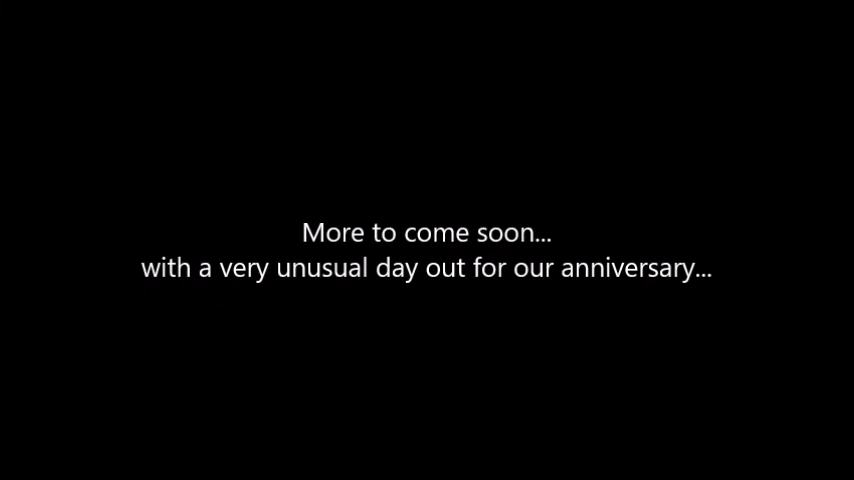 More to come soon...
with a very unusual day out for our anniversary...